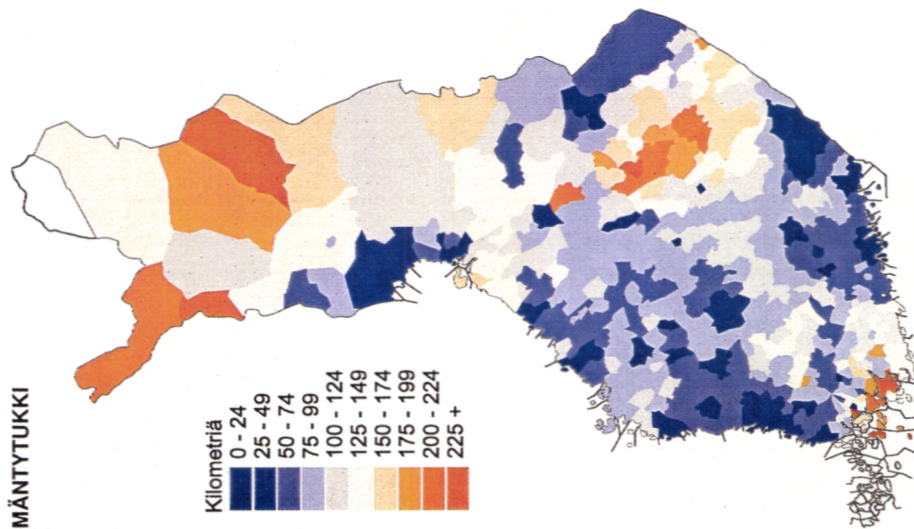 MÄNTYTUKKI
Kilometriä
0 - 24
25 - 49
50 - 74
75 - 99
100 - 124
125 - 149
150 - 174
175 - 199
200 - 224
225 +